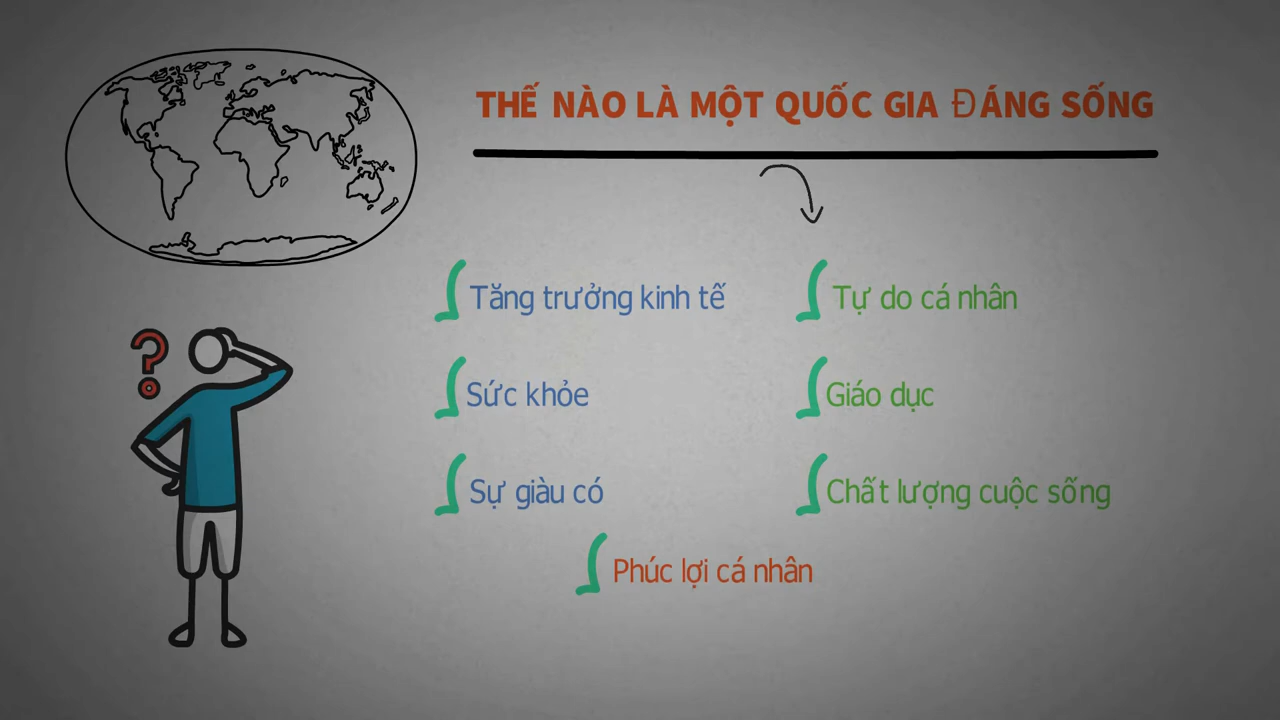 THẾ NÀO LÀ MỘT QUỐC GIA ĐÁNG SỐNG
Tăng trưởng kinh tế
Tự do cá nhân
Sức khỏe
Giáo dục
Sự giàu có
Chất lượng cuộc sống
Phúc lợi cá nhân
?